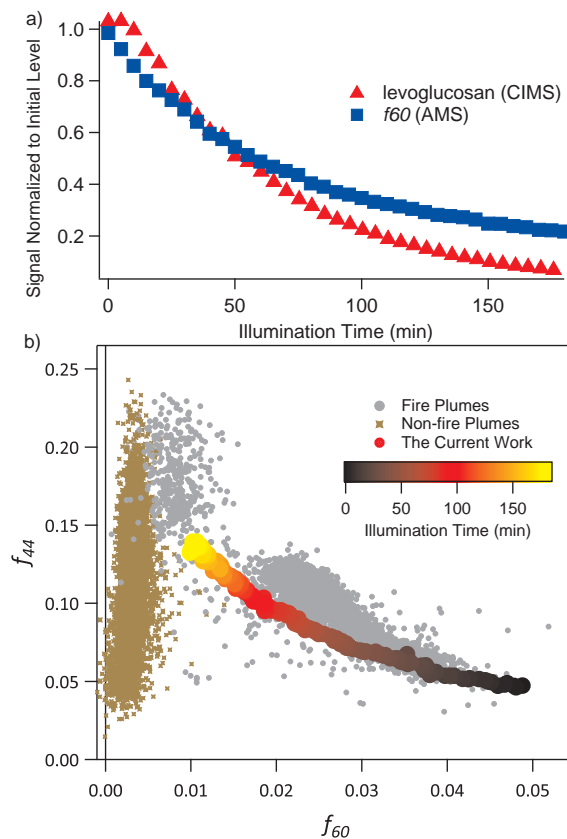 a)
Signal Normalized to Initial Level
1.0
0.8
0.6
0.4
0.2
levoglucosan (CIMS)
f60 (AMS)
0 50 100 150
Illumination Time (min)
b)
0.25
0.20
0.15
0.10
0.05
0.00
f44
Fire Plumes
Non-fire Plumes
The Current Work
0 50 100 150
Illumination Time (min)
0.00 0.01 0.02 0.03 0.04 0.05
f60